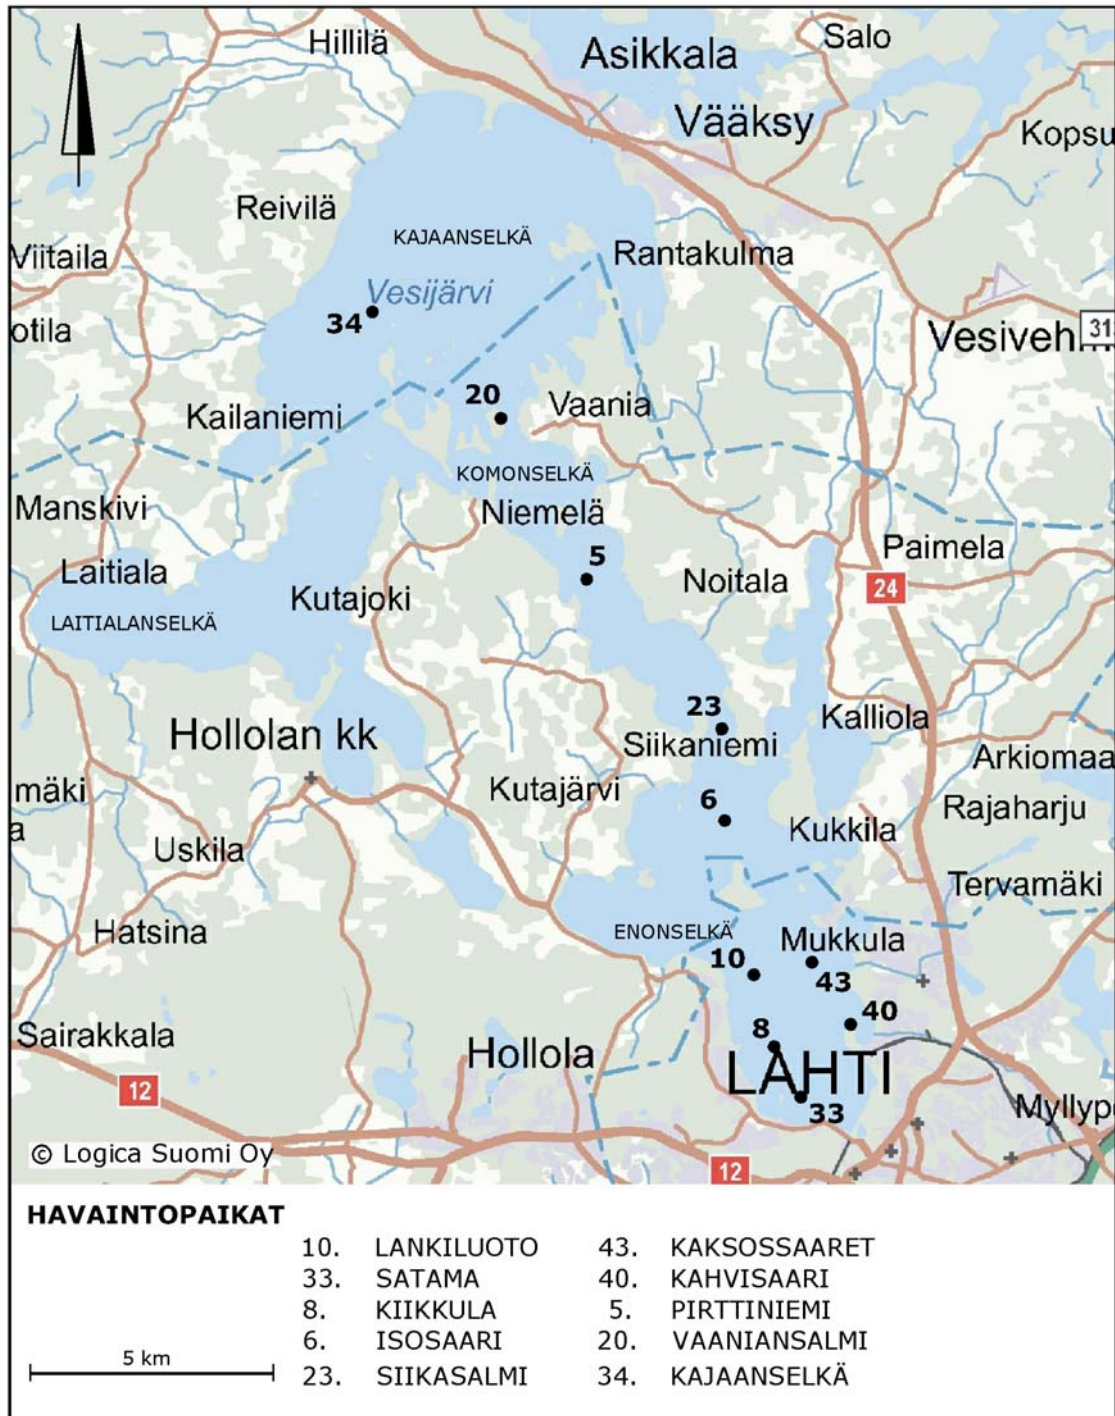 Hillilä
Asikkala
Salo
Vääksy
Kopsu
Reivilä
KAJAANSELKÄ
Rantakulma
Viitaila
Vesijärvi
34
otila
Vesiveh
31
20
Kailaniemi
Vaania
KOMONSELKÄ
Manskivi
Niemelä
Paimela
5
Laitiala
Noitala
24
Kutajoki
LAITIALANSELKÄ
23
Kalliola
Hollolan kk
Siikaniemi
Arkiomaa
mäki
Kutajärvi
6
Rajaharju
a
Kukkila
Uskila
Tervamäki
Hatsina
ENONSELKÄ
Mukkula
10
43
40
Sairakkala
8
Hollola
LAHTI
12
33
Myllypo
© Logica Suomi Oy
12
HAVAINTOPAIKAT
10. LANKILUOTO 43. KAKSOSSAARET
33. SATAMA 40. KAHVISAARI
8. KIIKKULA 5. PIRTTINIEMI
6. ISOSAARI 20. VAANIANSALMI
23. SIIKASALMI 34. KAJAANSELKÄ
5 km